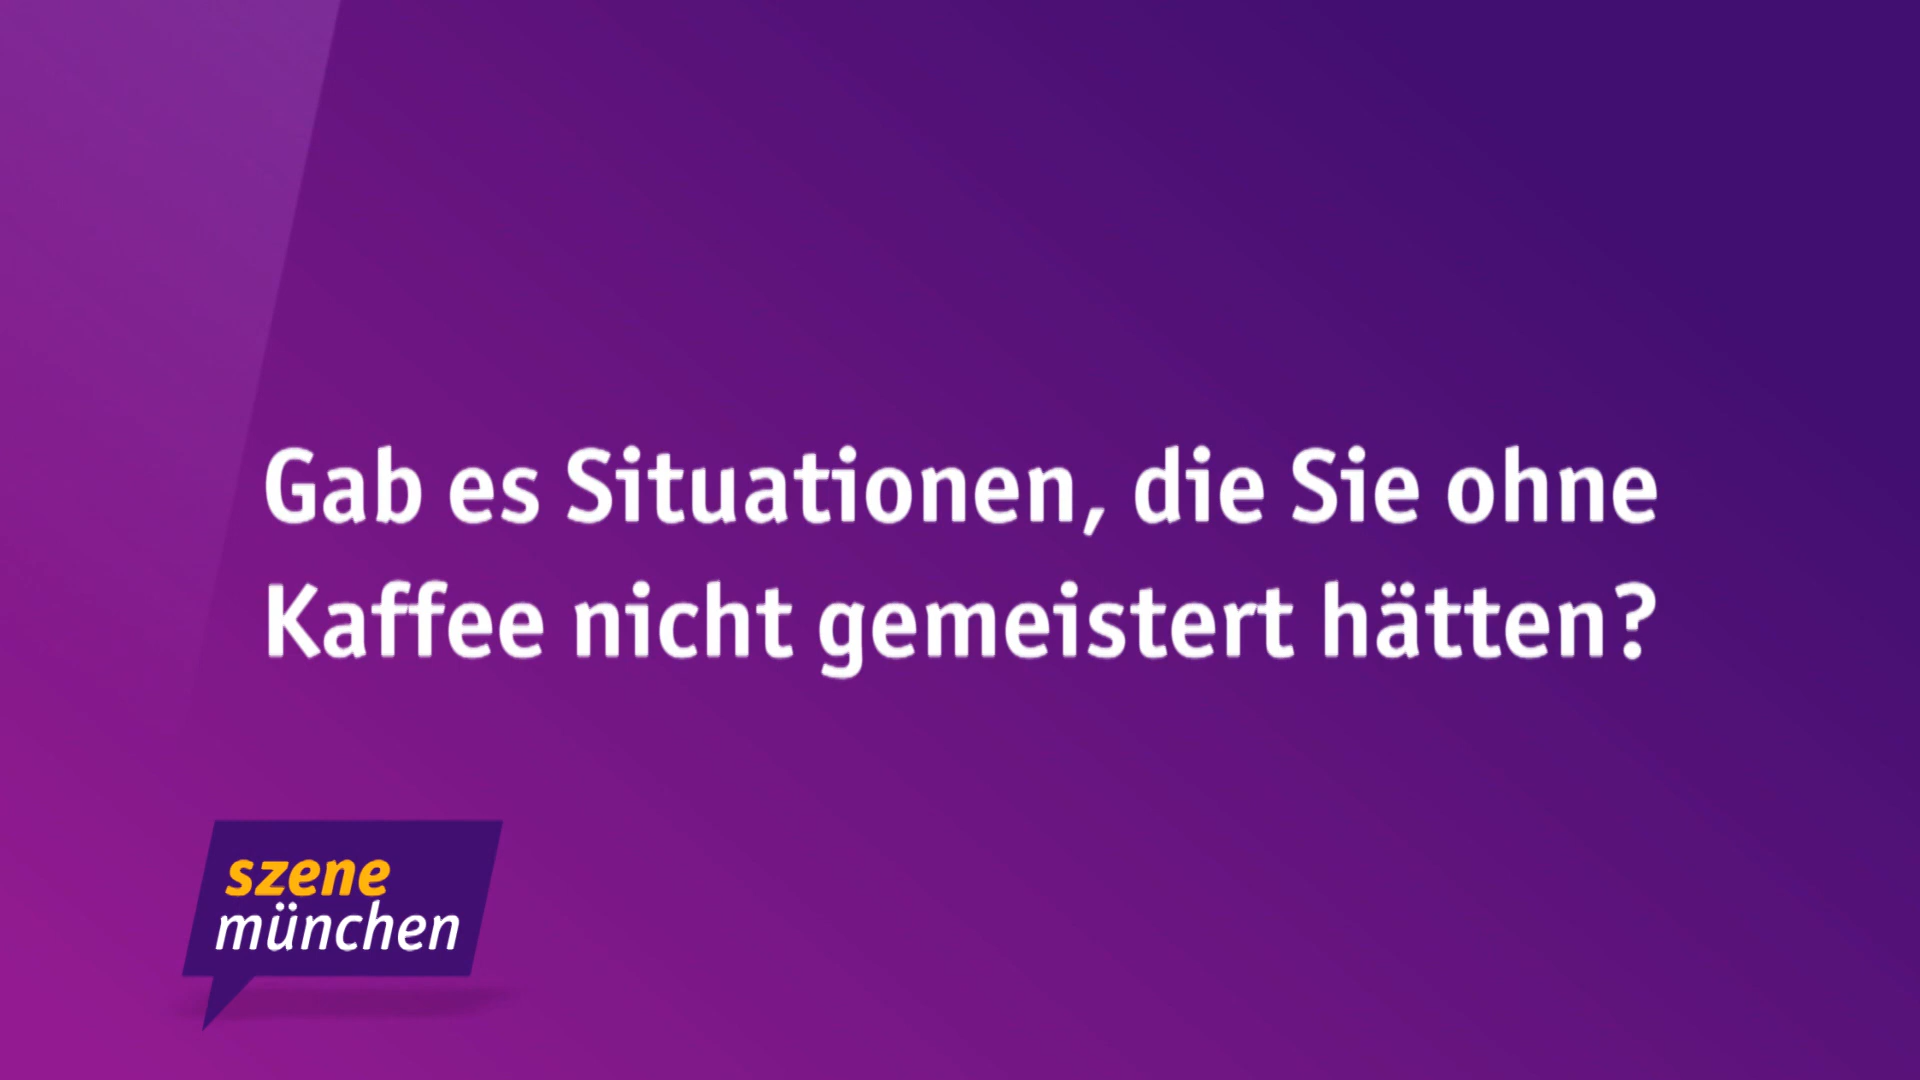 Gab es Situationen, die Sie ohne
Kaffee nicht gemeistert hätten?
szene
münchen